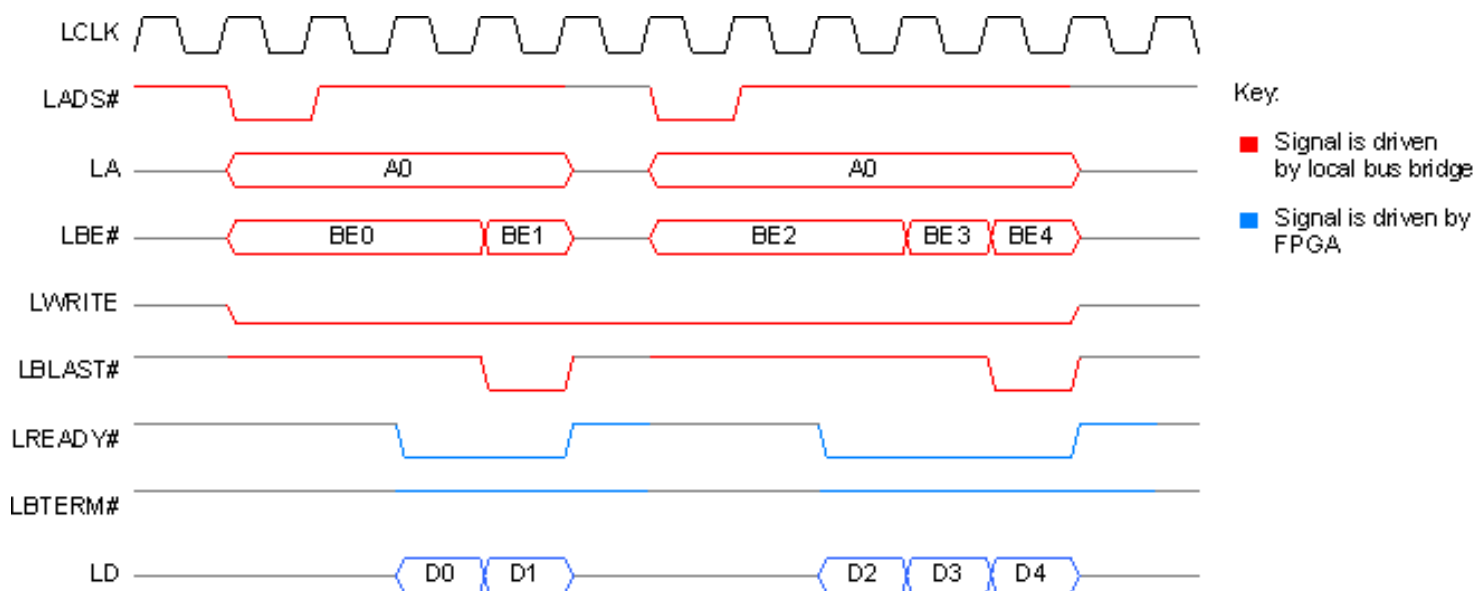 LCLK
LADS#
Key:
Signal is driven
by local bus bridge
LA A0 A0
LBE# BE0 BE1 BE2 BE3 BE4
Signal is driven by
FPGA
LWRITE
LBLAST#
LREADY#
LBTERM#
LD D0 D1 D2 D3 D4